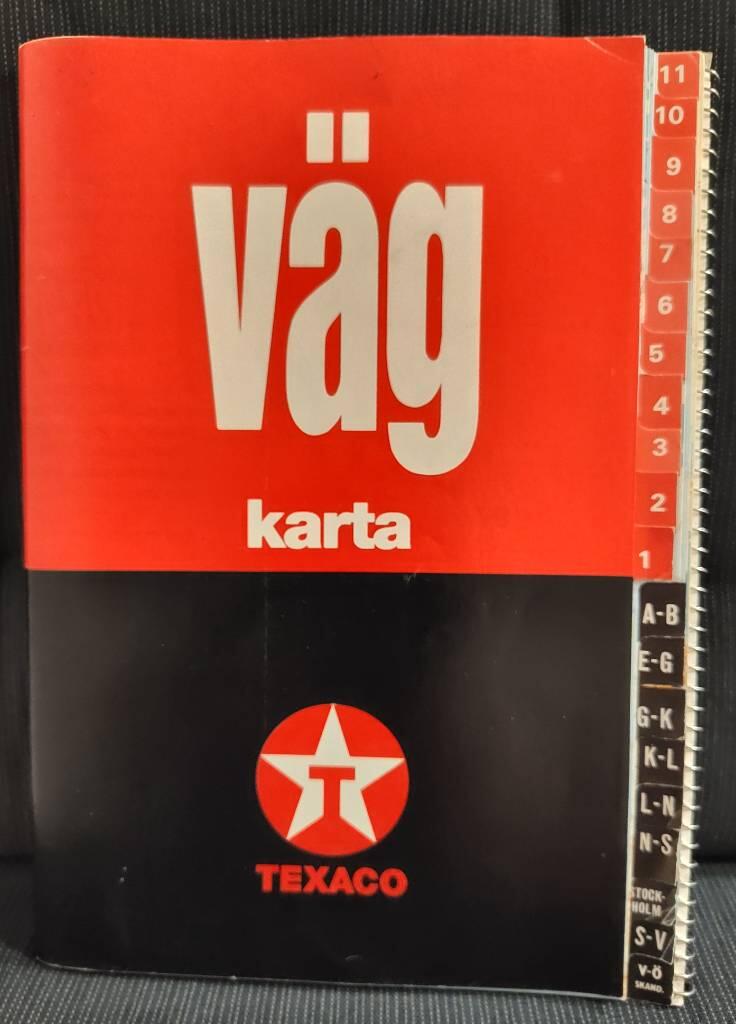 väg
karta
T
TEXACO
11
10
9
8
7
6
5
4
3
2
1
A-B
E-G
G-K
K-L
L-N
N-S
STOCK-
HOLM
S-V
V-Ö
SKAND.